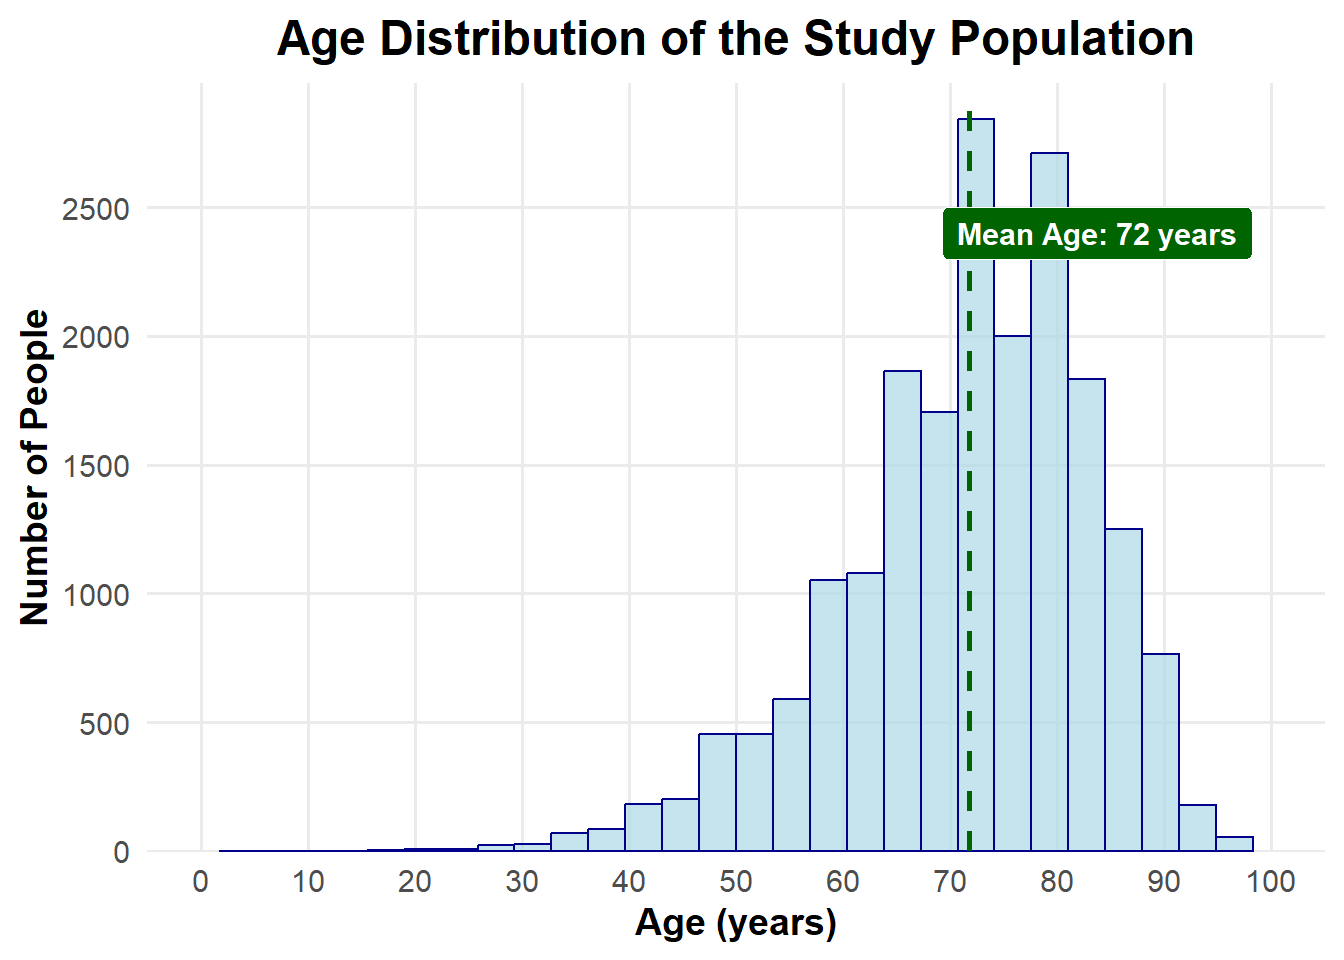 Age Distribution of the Study Population
Number of People
2500
2000
1500
1000
500
0
Mean Age: 72 years
0 10 20 30 40 50 60 70 80 90 100
Age (years)